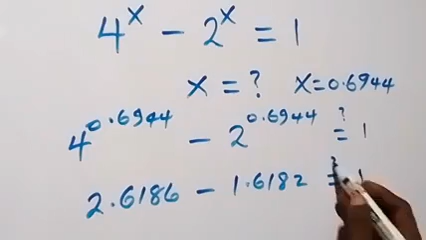 4^x - 2^x = 1
x = ? x=0.6944
4^0.6944 - 2^0.6944 ?= 1
2.6186 - 1.6182 ?= 1